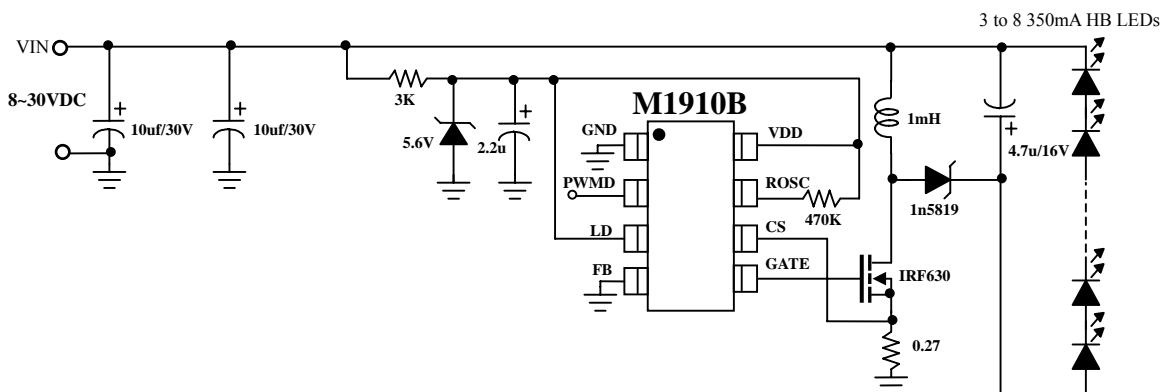 3 to 8 350mA HB LEDs
VIN
8~30VDC
10uf/30V
10uf/30V
3K
5.6V
2.2u
M1910B
GND
VDD
PWMD
ROSC
470K
LD
CS
FB
GATE
1mH
4.7u/16V
1n5819
IRF630
0.27